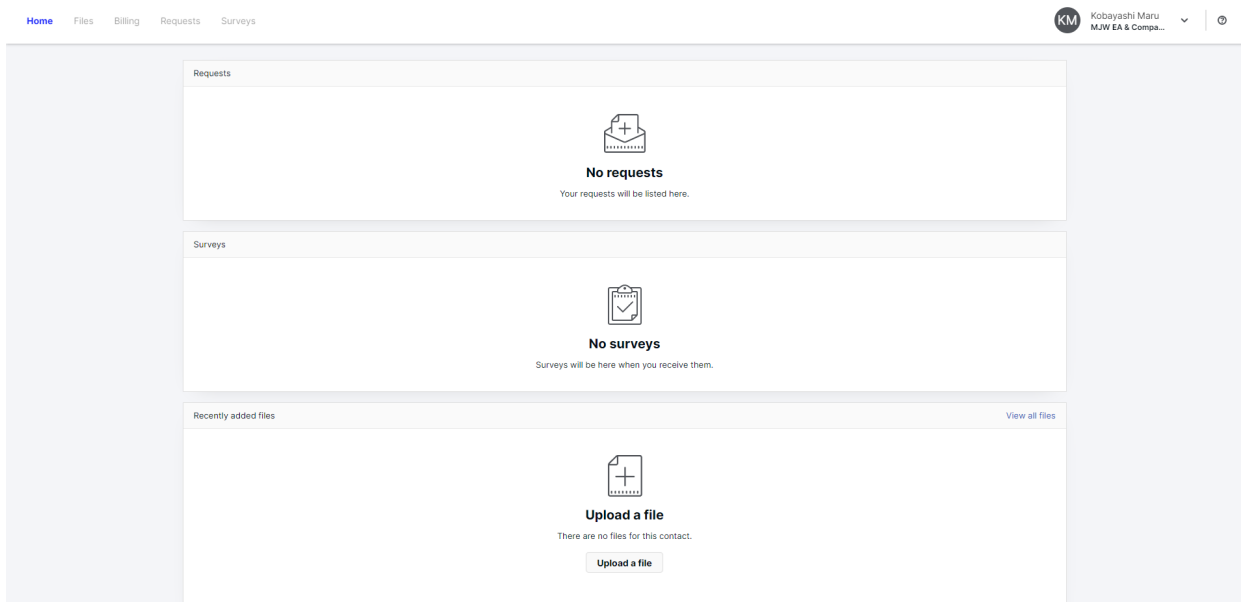 Home Files Billing Requests Surveys
KM Kobayashi Maru
MJW EA & Compa...
Requests
No requests
Your requests will be listed here.
Surveys
No surveys
Surveys will be here when you receive them.
Recently added files View all files
Upload a file
There are no files for this contact.
Upload a file